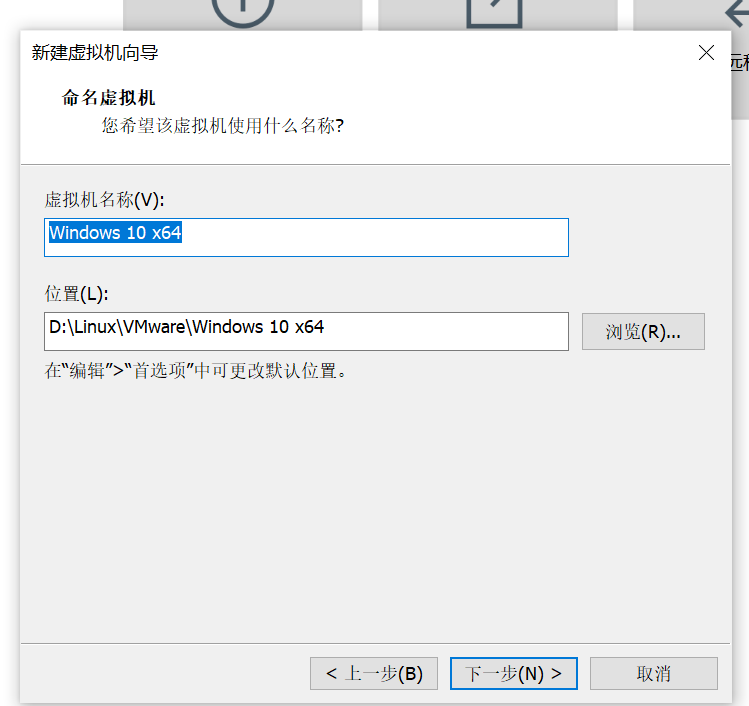 新建虚拟机向导
命名虚拟机
您希望该虚拟机使用什么名称?
虚拟机名称(V):
Windows 10 x64
位置(L):
D:\Linux\VMware\Windows 10 x64
浏览(R)...
在“编辑”>“首选项”中可更改默认位置。
< 上一步(B)
下一步(N) >
取消